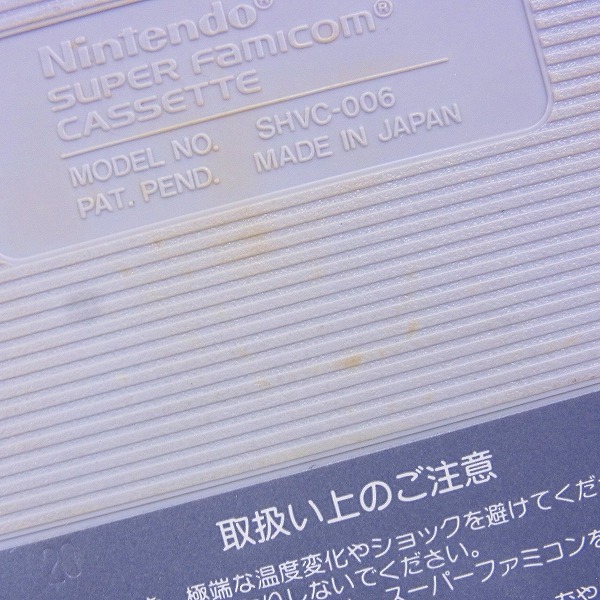 Nintendo®
SUPER FAMICOM®
CASSETTE
MODEL NO. SHVC-006
PAT. PEND. MADE IN JAPAN
取扱い上のご注意
極端な温度変化やショックを避けてくだ
しないでください。
スーパーファミコンを
20